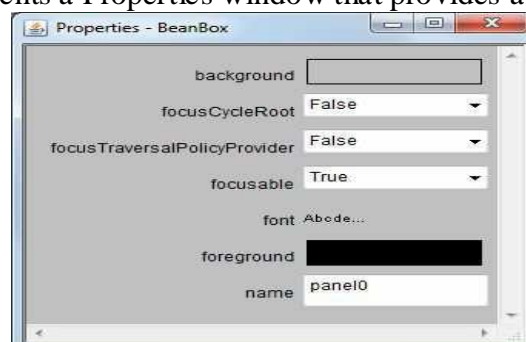 ents a Properties window that provides a
Properties - BeanBox
background
focusCycleRoot False
focusTraversalPolicyProvider False
focusable True
font Abcde...
foreground
name panel0